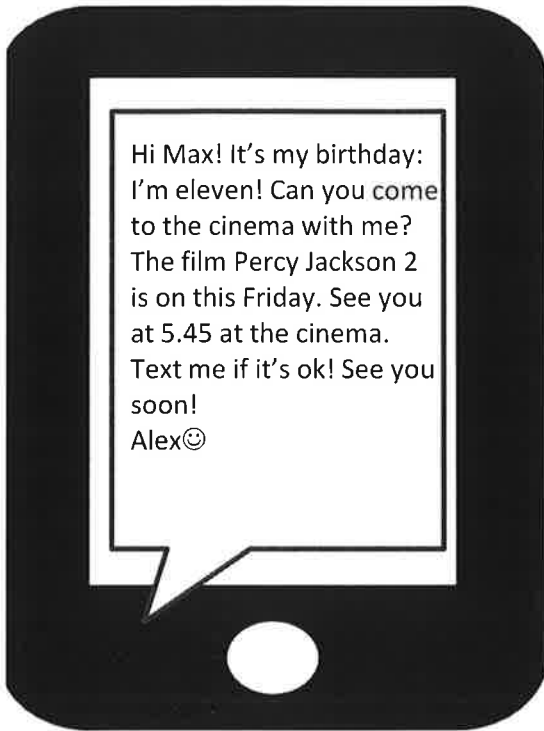 Hi Max! It's my birthday:
I'm eleven! Can you come
to the cinema with me?
The film Percy Jackson 2
is on this Friday. See you
at 5.45 at the cinema.
Text me if it's ok! See you
soon!
Alex☺